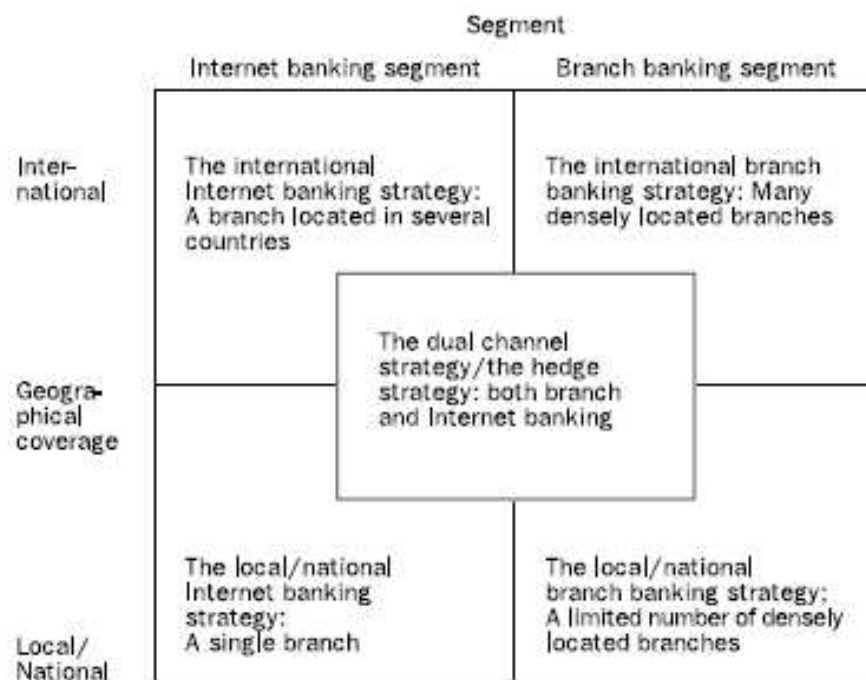 Segment
Internet banking segment
Branch banking segment
Inter-
national
The international
Internet banking strategy:
A branch located in several
countries
The international branch
banking strategy: Many
densely located branches
The dual channel
strategy/the hedge
strategy: both branch
and Internet banking
Geogra-
phical
coverage
The local/national
Internet banking
strategy:
A single branch
The local/national
branch banking strategy:
A limited number of densely
located branches
Local/
National